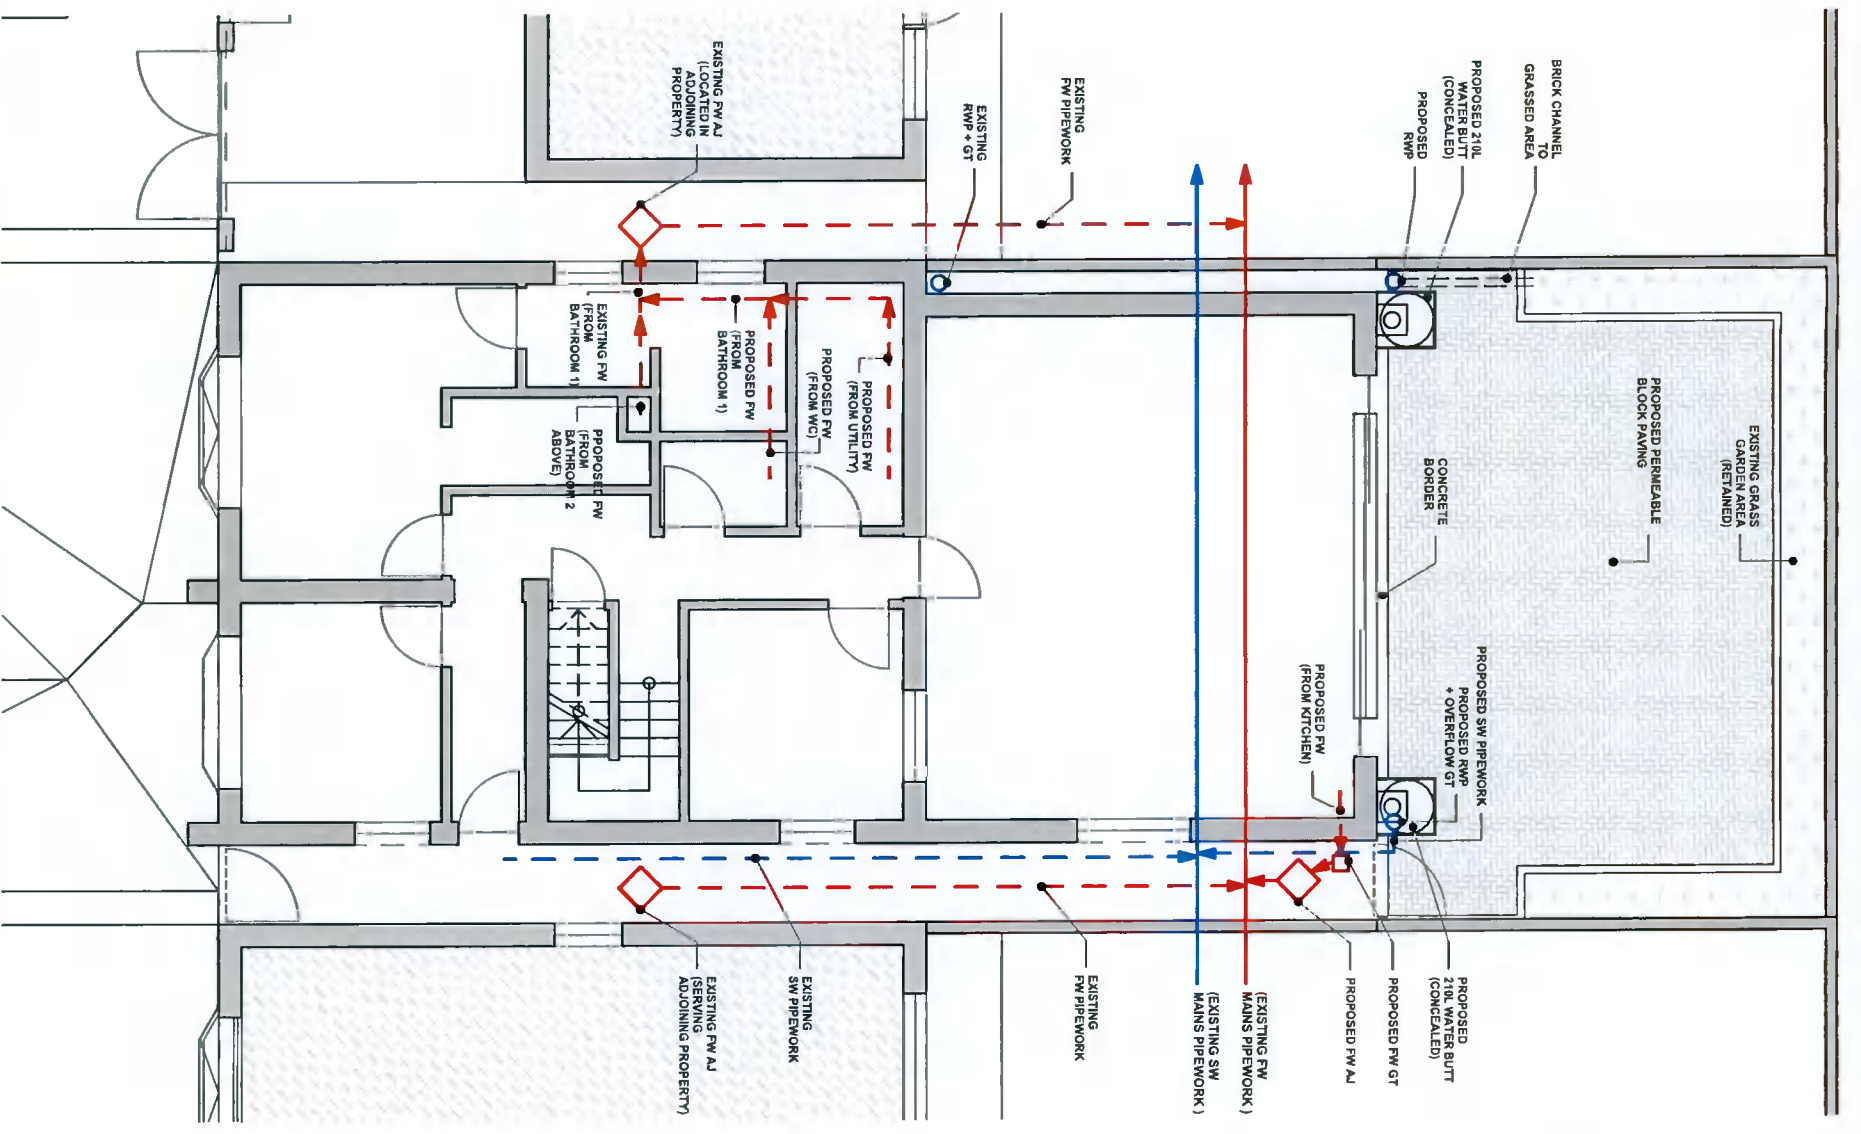 BRICK CHANNEL
TO
GRASSED AREA
PROPOSED 210L
WATER BUTT
(CONCEALED)
PROPOSED
RWP
EXISTING
FW PIPEWORK
EXISTING
RWP + GT
EXISTING FW AJ
(LOCATED IN
ADJOINING
PROPERTY)
EXISTING GRASS
GARDEN AREA
(RETAINED)
PROPOSED PERMEABLE
BLOCK PAVING
CONCRETE
BORDER
PROPOSED FW
(FROM UTILITY)
PROPOSED FW
(FROM WC)
PROPOSED FW
(FROM
BATHROOM 1)
EXISTING FW
(FROM
BATHROOM 1)
PPOPOSED FW
(FROM
BATHROOM 2
ABOVE)
PROPOSED SW PIPEWORK
PROPOSED RWP
+ OVERFLOW GT
PROPOSED FW
(FROM KITCHEN)
PROPOSED
210L WATER BUTT
(CONCEALED)
PROPOSED FW GT
PROPOSED FW AJ
(EXISTING FW
MAINS PIPEWORK )
(EXISTING SW
MAINS PIPEWORK )
EXISTING
FW PIPEWORK
EXISTING
SW PIPEWORK
EXISTING FW AJ
(SERVING
ADJOINING PROPERTY)